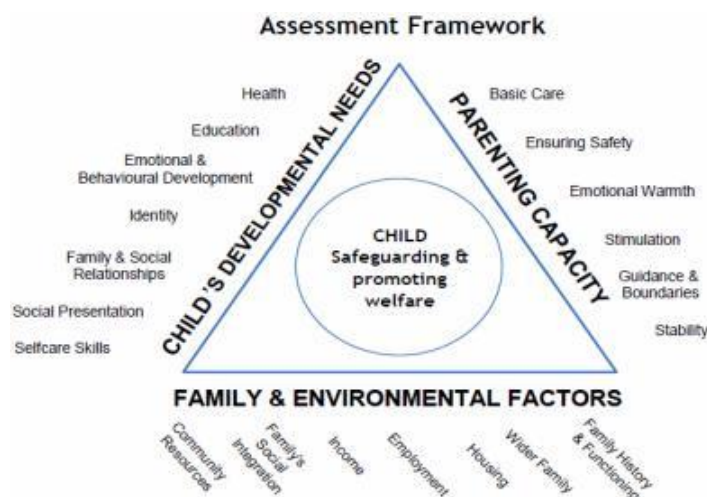 Assessment Framework
Health
Education
Emotional &
Behavioural Development
Identity
Family & Social
Relationships
Social Presentation
Selfcare Skills
CHILD'S DEVELOPMENTAL NEEDS
CHILD
Safeguarding &
promoting
welfare
PARENTING CAPACITY
Basic Care
Ensuring Safety
Emotional Warmth
Stimulation
Guidance &
Boundaries
Stability
FAMILY & ENVIRONMENTAL FACTORS
Community
Resources
Family's
Social
Integration
Income
Employment
Housing
Wider Family
Family History
& Functioning